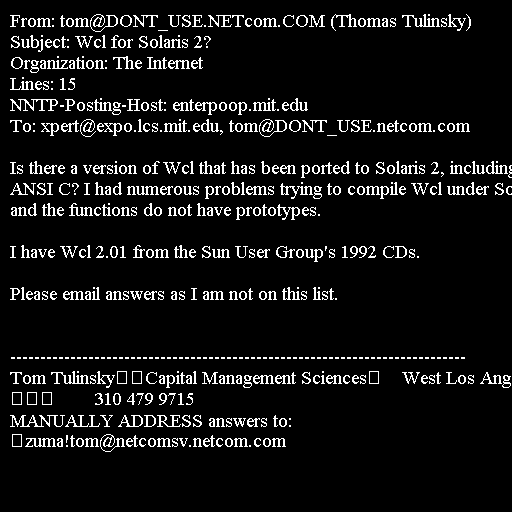 From: tom@DONT_USE.NETcom.COM (Thomas Tulinsky)
Subject: Wcl for Solaris 2?
Organization: The Internet
Lines: 15
NNTP-Posting-Host: enterpoop.mit.edu
To: xpert@expo.lcs.mit.edu, tom@DONT_USE.netcom.com
Is there a version of Wcl that has been ported to Solaris 2, including
ANSI C? I had numerous problems trying to compile Wcl under So
and the functions do not have prototypes.
I have Wcl 2.01 from the Sun User Group's 1992 CDs.
Please email answers as I am not on this list.
----------------------------------------------------------------------------
Tom Tulinsky Capital Management Sciences West Los Ang
310 479 9715
MANUALLY ADDRESS answers to:
zuma!tom@netcomsv.netcom.com